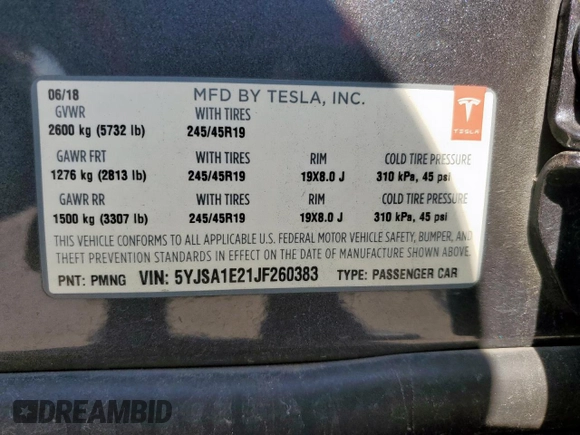 06/18 MFD BY TESLA, INC.
GVWR WITH TIRES
2600 kg (5732 lb) 245/45R19
TESLA
GAWR FRT WITH TIRES RIM COLD TIRE PRESSURE
1276 kg (2813 lb) 245/45R19 19X8.0 J 310 kPa, 45 psi
GAWR RR WITH TIRES RIM COLD TIRE PRESSURE
1500 kg (3307 lb) 245/45R19 19X8.0 J 310 kPa, 45 psi
THIS VEHICLE CONFORMS TO ALL APPLICABLE U.S. FEDERAL MOTOR VEHICLE SAFETY, BUMPER, AND
THEFT PREVENTION STANDARDS IN EFFECT ON THE DATE OF MANUFACTURE SHOWN ABOVE.
PNT: PMNG VIN: 5YJSA1E21JF260383 TYPE: PASSENGER CAR
DREAMBID